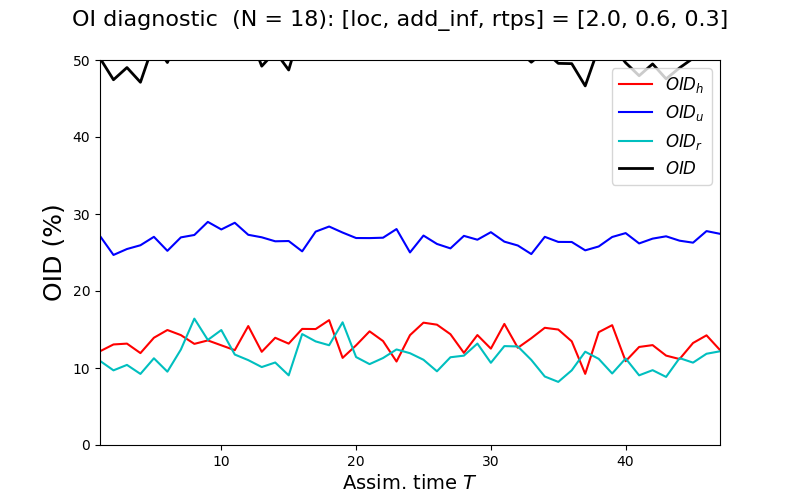 OI diagnostic  (N = 18): [loc, add_inf, rtps] = [2.0, 0.6, 0.3]
50
40
30
20
10
0
OID (%)
OID_h
OID_u
OID_r
OID
10
20
30
40
Assim. time T